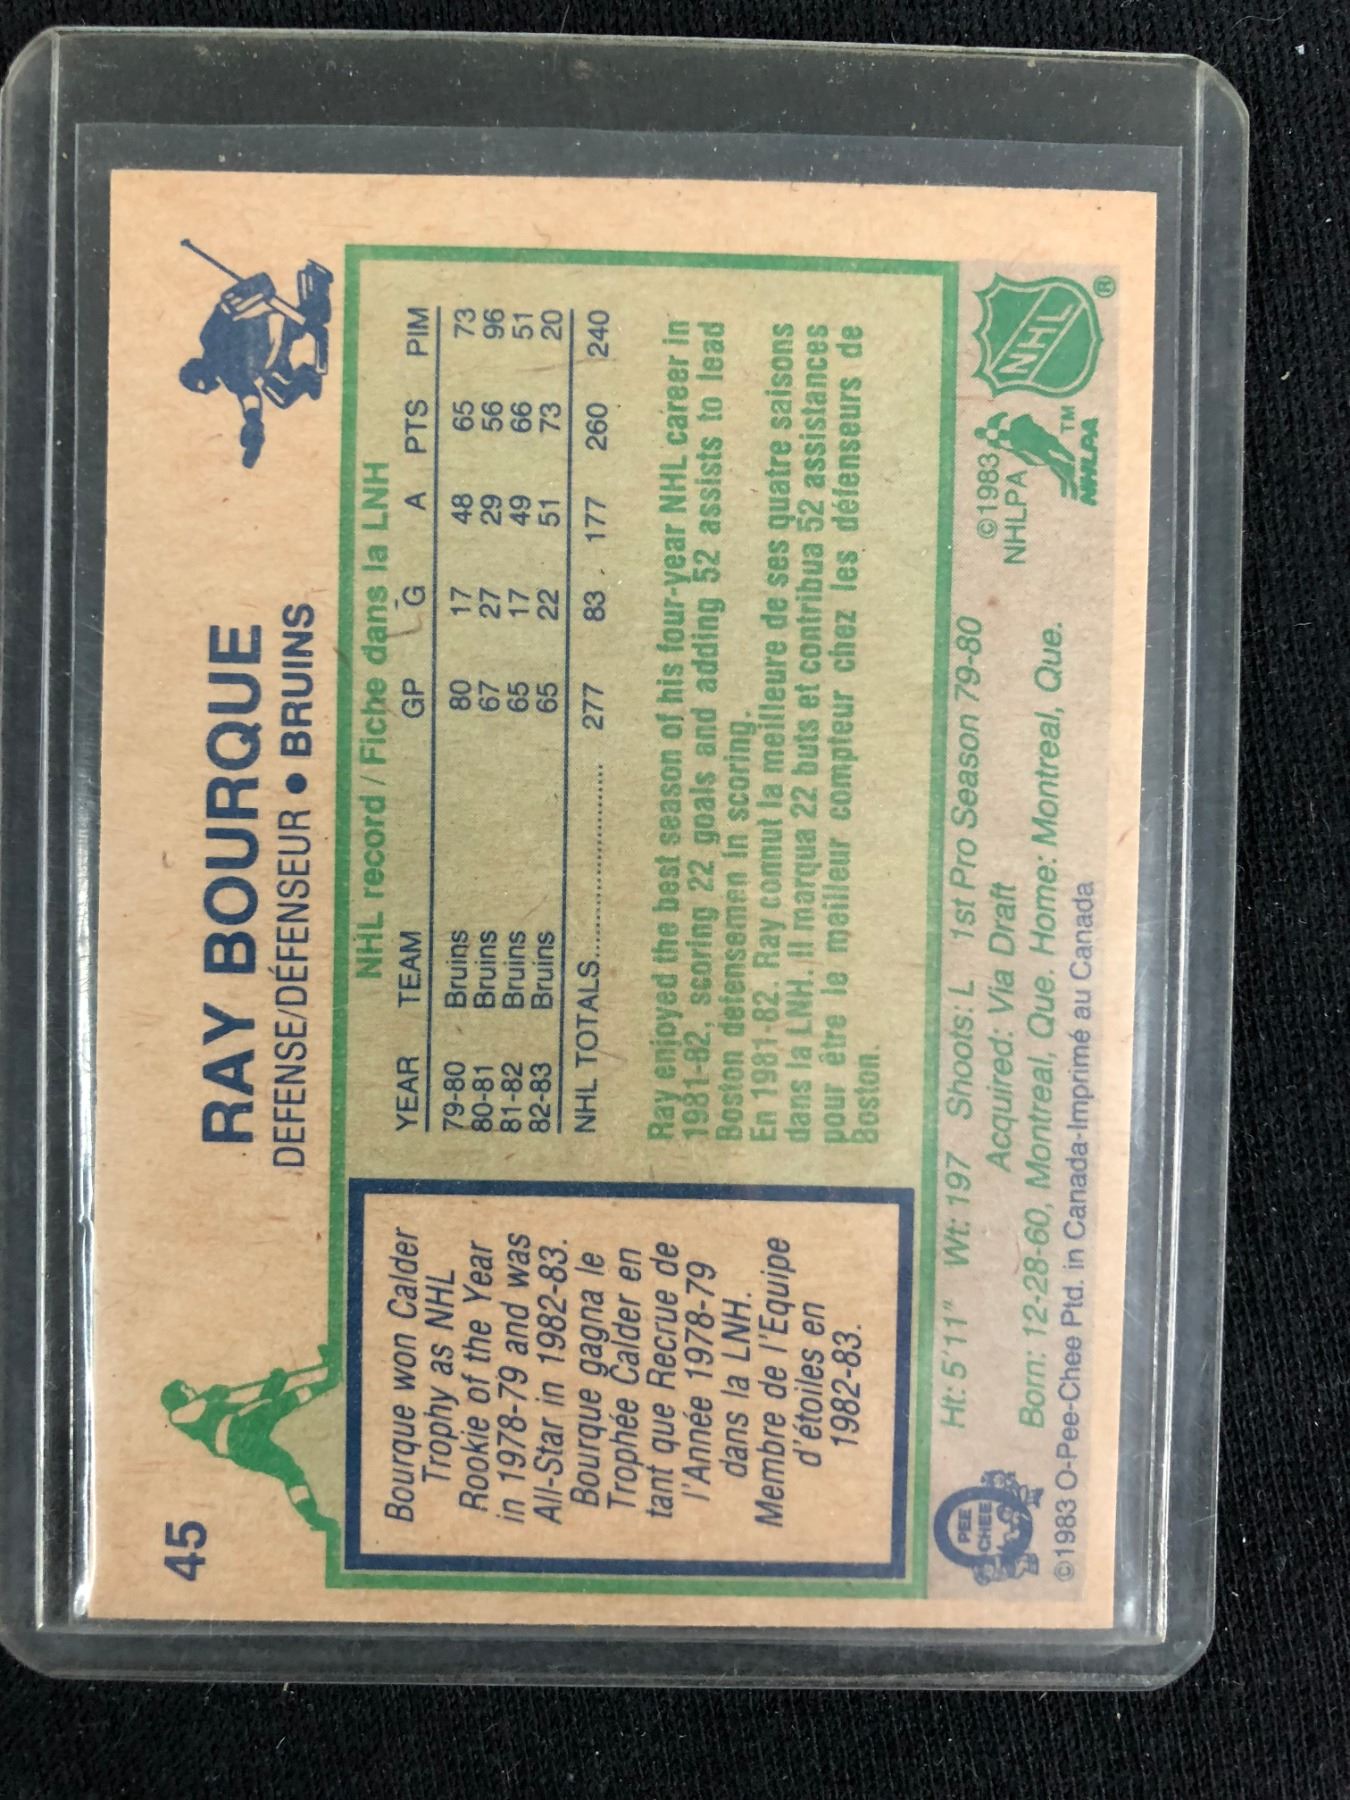 45
RAY BOURQUE
DEFENSE/DÉFENSEUR • BRUINS
NHL record / Fiche dans la LNH
YEAR TEAM GP G A PTS PIM
79-80 Bruins 80 17 48 65 73
80-81 Bruins 67 27 29 56 96
81-82 Bruins 65 17 49 66 51
82-83 Bruins 65 22 51 73 20
NHL TOTALS.................... 277 83 177 260 240
Ray enjoyed the best season of his four-year NHL career in
1981-82, scoring 22 goals and adding 52 assists to lead
Boston defensemen in scoring.
En 1981-82. Ray connut la meilleure de ses quatre saisons
dans la LNH. Il marqua 22 buts et contribua 52 assistances
pour être le meilleur compteur chez les défenseurs de
Boston.
Bourque won Calder
Trophy as NHL
Rookie of the Year
in 1978-79 and was
All-Star in 1982-83.
Bourque gagna le
Trophée Calder en
tant que Recrue de
l'Année 1978-79
dans la LNH.
Membre de l'Equipe
d'étoiles en
1982-83.
Ht: 5'11" Wt: 197 Shoots: L 1st Pro Season 79-80
Acquired: Via Draft
Born: 12-28-60, Montreal, Que. Home: Montreal, Que.
©1983 O-Pee-Chee Ptd. in Canada-Imprimé au Canada
PEE
CHEE
©1983
NHLPA
NHLPA
TM
NHL
®